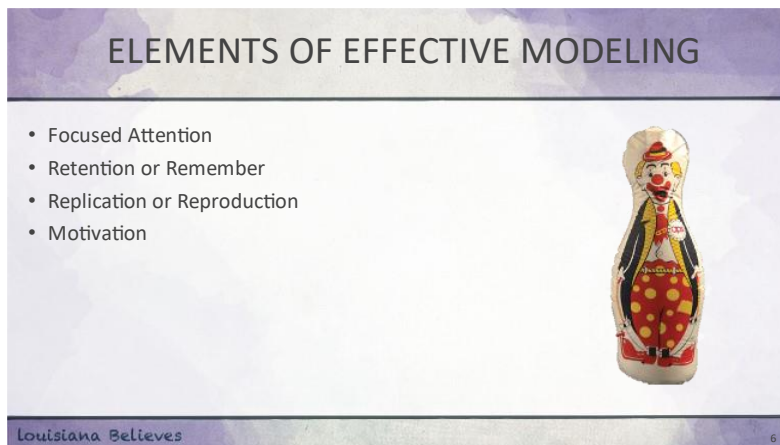 ELEMENTS OF EFFECTIVE MODELING
• Focused Attention
• Retention or Remember
• Replication or Reproduction
• Motivation
Louisiana Believes
6